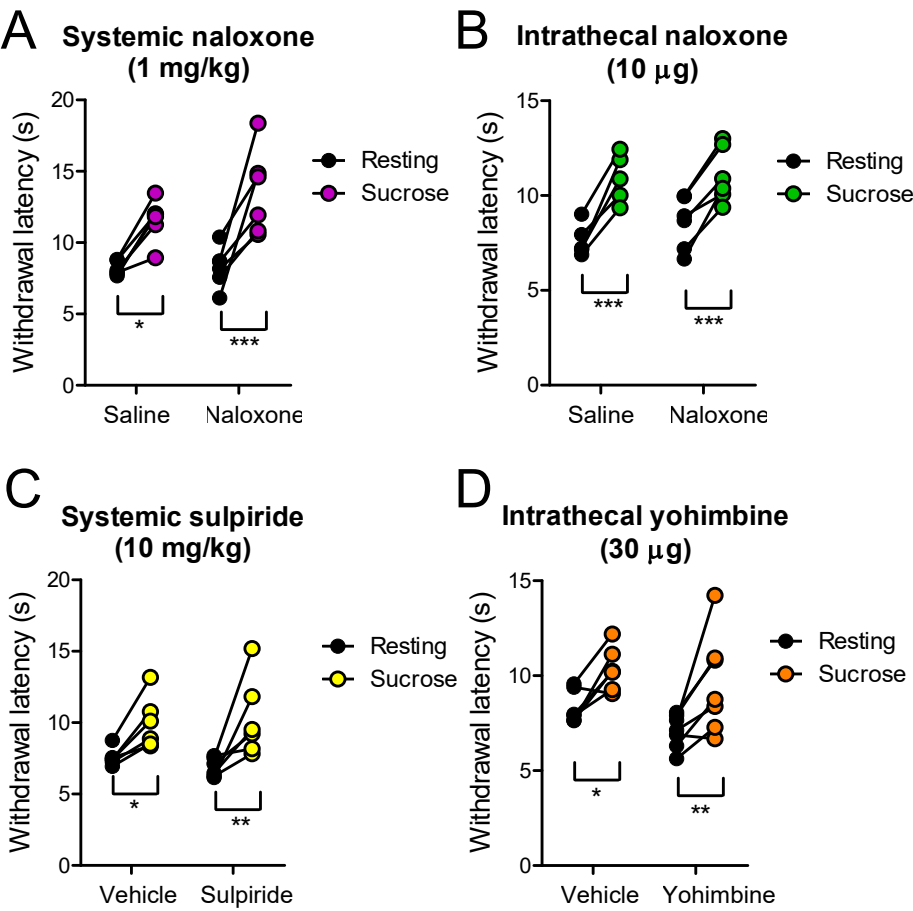 A
Systemic naloxone
(1 mg/kg)
Withdrawal latency (s)
20
15
10
5
0
*
***
Saline
Naloxone
Resting
Sucrose
B
Intrathecal naloxone
(10 µg)
Withdrawal latency (s)
15
10
5
0
***
***
Saline
Naloxone
Resting
Sucrose
C
Systemic sulpiride
(10 mg/kg)
Withdrawal latency (s)
20
15
10
5
0
*
**
Vehicle
Sulpiride
Resting
Sucrose
D
Intrathecal yohimbine
(30 µg)
Withdrawal latency (s)
15
10
5
0
*
**
Vehicle
Yohimbine
Resting
Sucrose